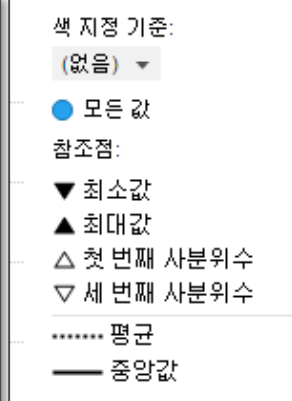 색 지정 기준:
(없음)
모든 값
참조점:
최소값
최대값
첫 번째 사분위수
세 번째 사분위수
평균
중앙값